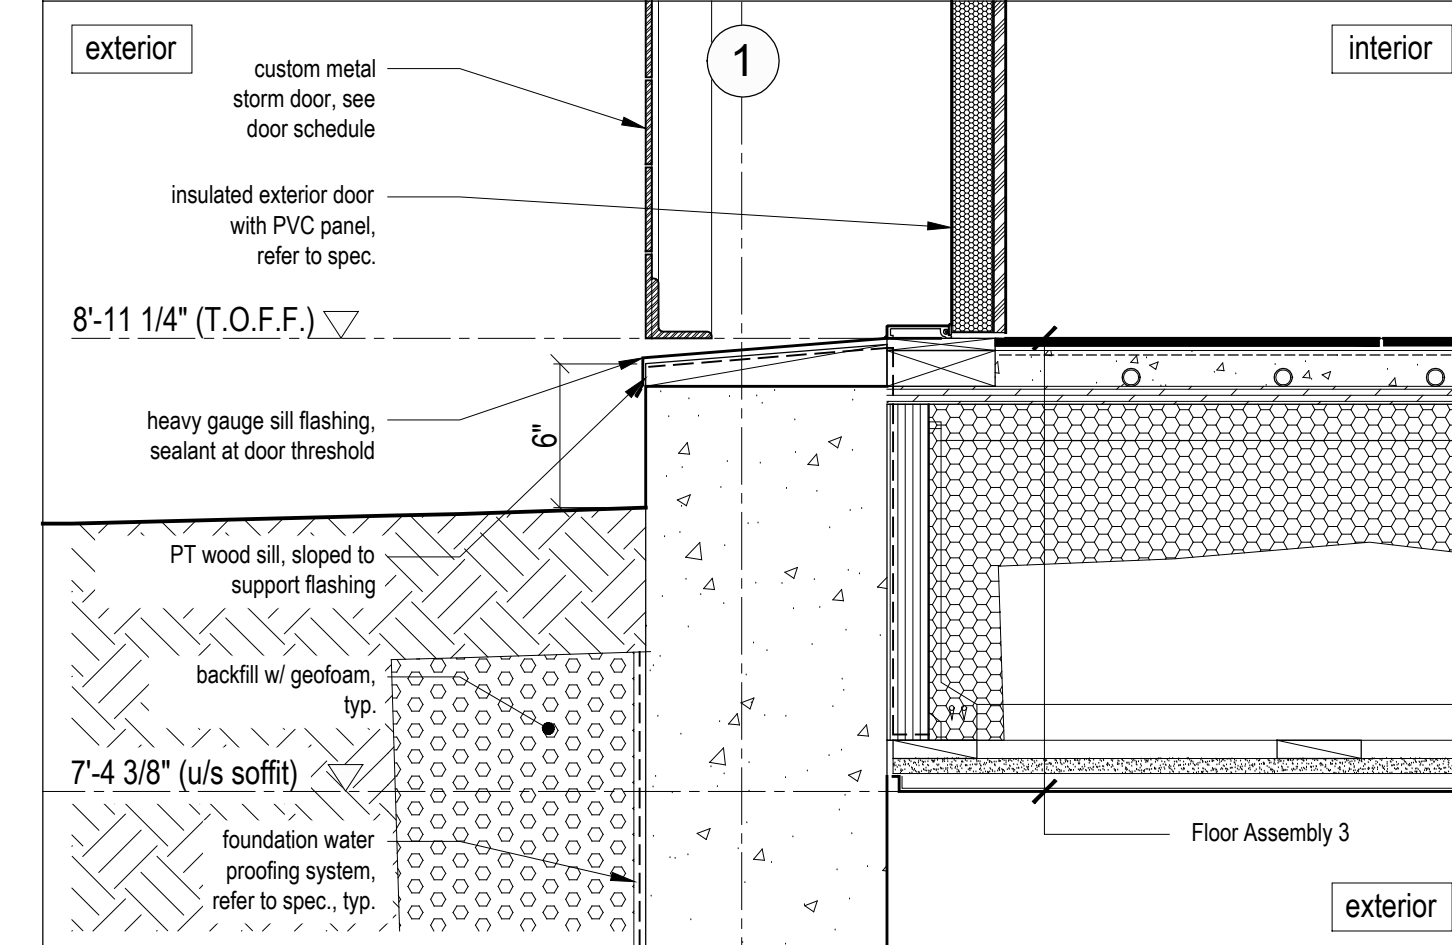 exterior
1
interior
custom metal
storm door, see
door schedule
insulated exterior door
with PVC panel,
refer to spec.
8'-11 1/4" (T.O.F.F.)
heavy gauge sill flashing,
sealant at door threshold
6"
PT wood sill, sloped to
support flashing
backfill w/ geofoam,
typ.
7'-4 3/8" (u/s soffit)
foundation water
proofing system,
refer to spec., typ.
Floor Assembly 3
exterior